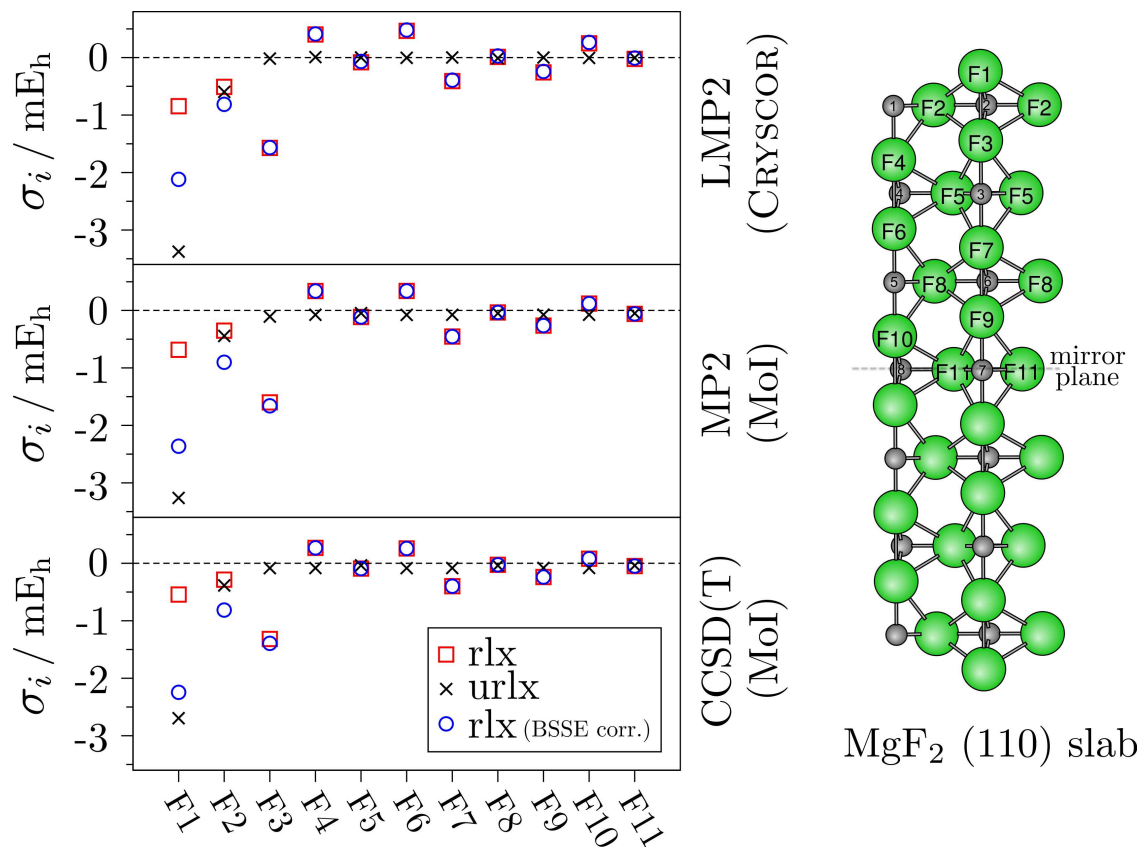 0
-1
-2
-3
σᵢ / mEₕ
LMP2
(CRYSCOR)
0
-1
-2
-3
σᵢ / mEₕ
MP2
(MoI)
0
-1
-2
-3
σᵢ / mEₕ
CCSD(T)
(MoI)
rlx
urlx
rlx (BSSE corr.)
F1 F2 F3 F4 F5 F6 F7 F8 F9 F10 F11
F1
1 F2 2 F2
F3
F4
4 F5 3 F5
F6
F7
5 F8 6 F8
F9
F10
8 F11 7 F11
mirror
plane
MgF₂ (110) slab